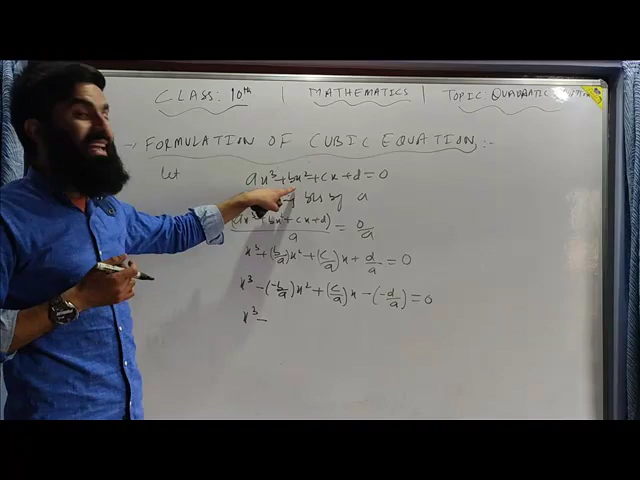 CLASS: 10th | MATHEMATICS | TOPIC: QUADRATIC
→ FORMULATION OF CUBIC EQUATION :-
let ax³+bx²+cx+d=0
by a
(ax³+bx²+cx+d)/a = 0/a
x³+(b/a)x²+(c/a)x+d/a=0
x³-(-b/a)x²+(c/a)x-(-d/a)=0
x³-